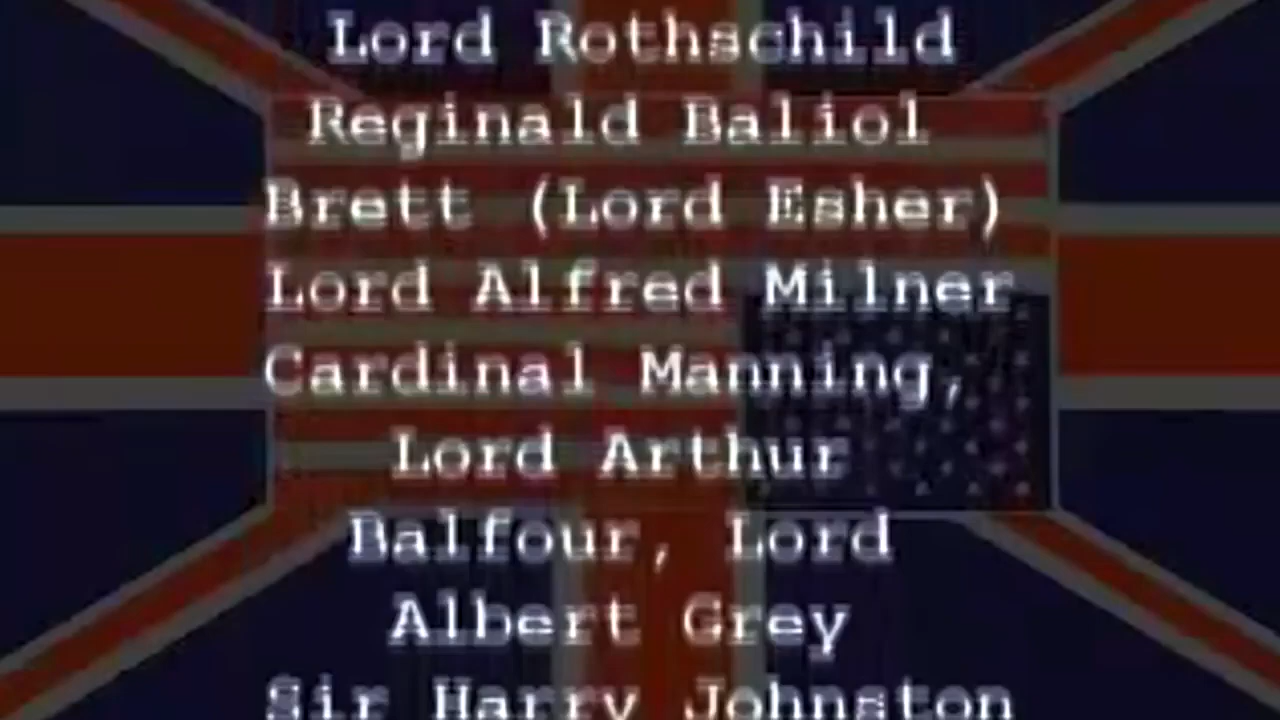 Lord Rothschild
Reginald Baliol
Brett (Lord Esher)
Lord Alfred Milner
Cardinal Manning,
Lord Arthur
Balfour, Lord
Albert Grey
Sir Harry Johnston